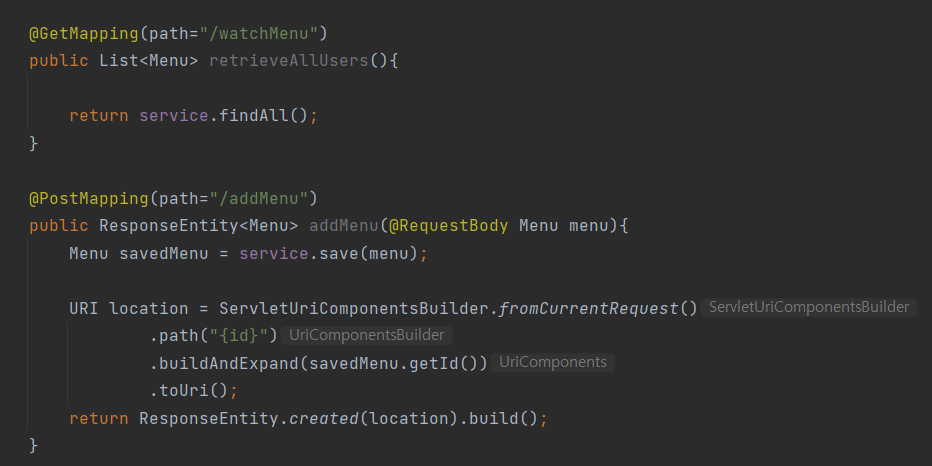 @GetMapping(path="/watchMenu")
public List<Menu> retrieveAllUsers(){
return service.findAll();
}
@PostMapping(path="/addMenu")
public ResponseEntity<Menu> addMenu(@RequestBody Menu menu){
Menu savedMenu = service.save(menu);
URI location = ServletUriComponentsBuilder.fromCurrentRequest() ServletUriComponentsBuilder
.path("{id}") UriComponentsBuilder
.buildAndExpand(savedMenu.getId()) UriComponents
.toUri();
return ResponseEntity.created(location).build();
}